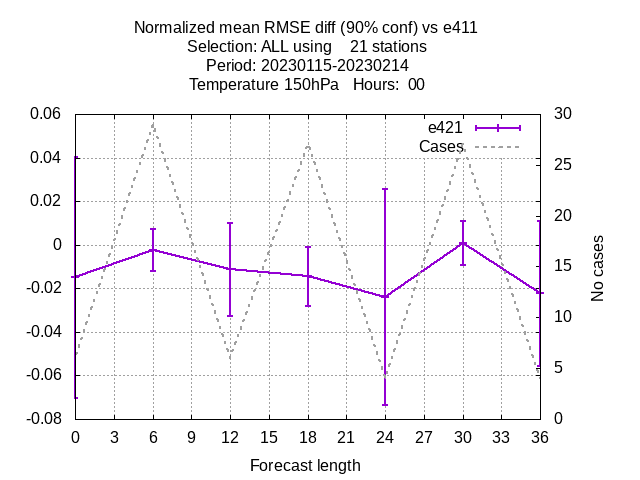 Normalized mean RMSE diff (90% conf) vs e411
Selection: ALL using    21 stations
Period: 20230115-20230214
Temperature 150hPa   Hours:  00
e421
Cases
0.06
0.04
0.02
0
-0.02
-0.04
-0.06
-0.08
30
25
20
15
10
5
0
No cases
0 3 6 9 12 15 18 21 24 27 30 33 36
Forecast length